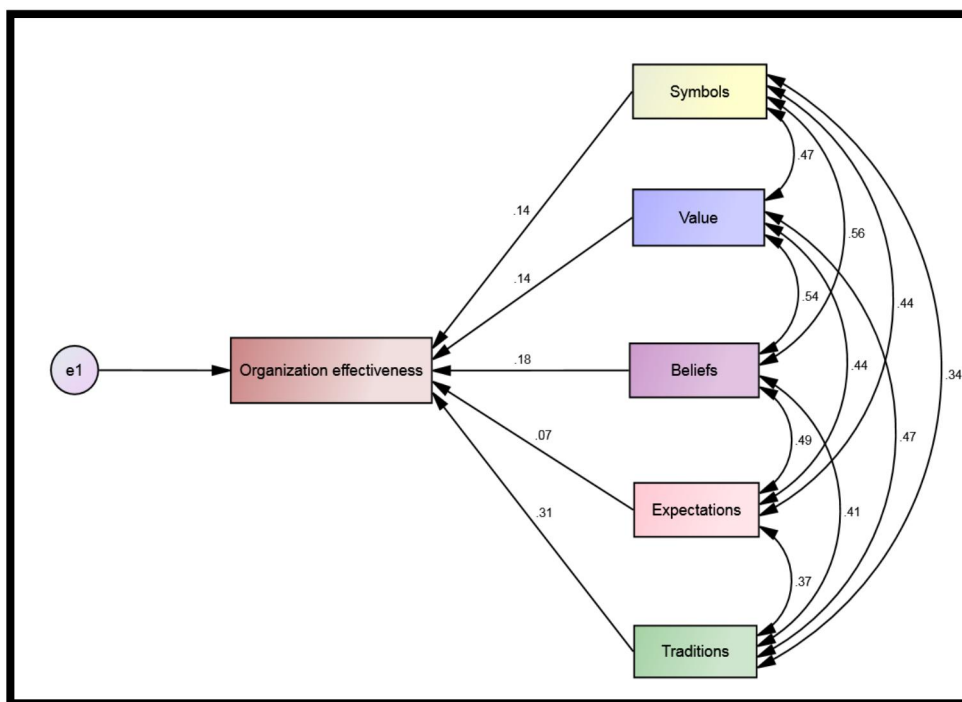 Symbols
.47
.14
Value
.56
.14
.54
.44
e1
Organization effectiveness
.18
Beliefs
.44
.34
.07
.49
.47
.31
Expectations
.41
.37
Traditions